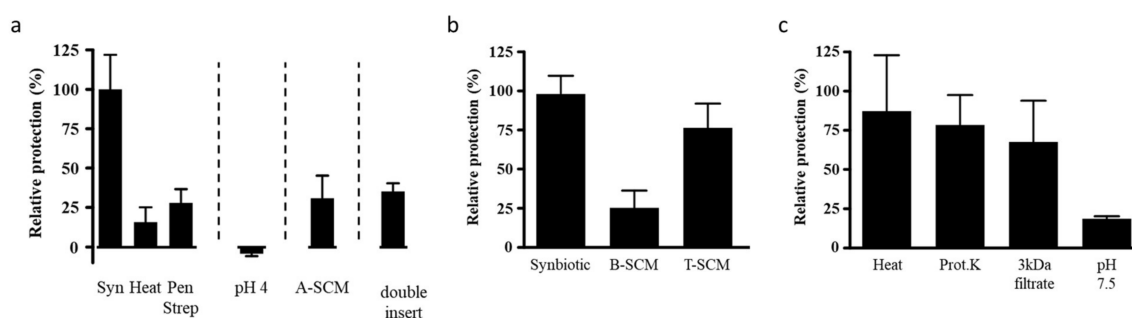 a
Relative protection (%)
125
100
75
50
25
0
Syn Heat Pen Strep pH 4 A-SCM double insert
b
Relative protection (%)
125
100
75
50
25
0
Synbiotic B-SCM T-SCM
c
Relative protection (%)
125
100
75
50
25
0
Heat Prot.K 3kDa filtrate pH 7.5